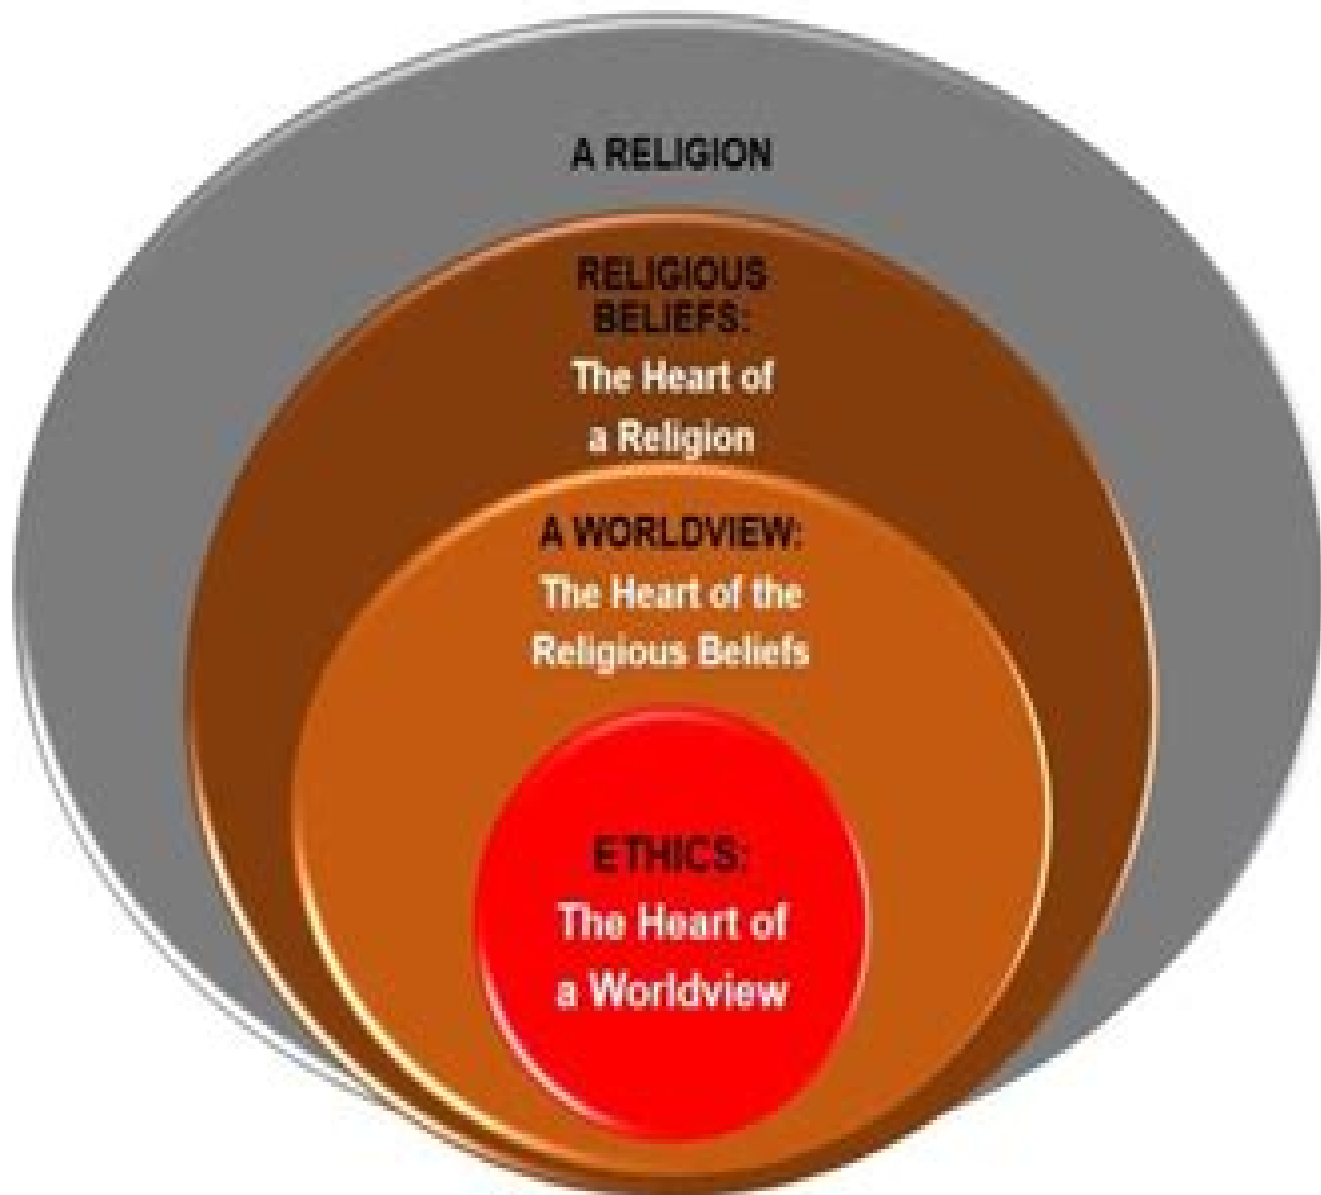 A RELIGION
RELIGIOUS
BELIEFS:
The Heart of
a Religion
A WORLDVIEW:
The Heart of the
Religious Beliefs
ETHICS:
The Heart of
a Worldview